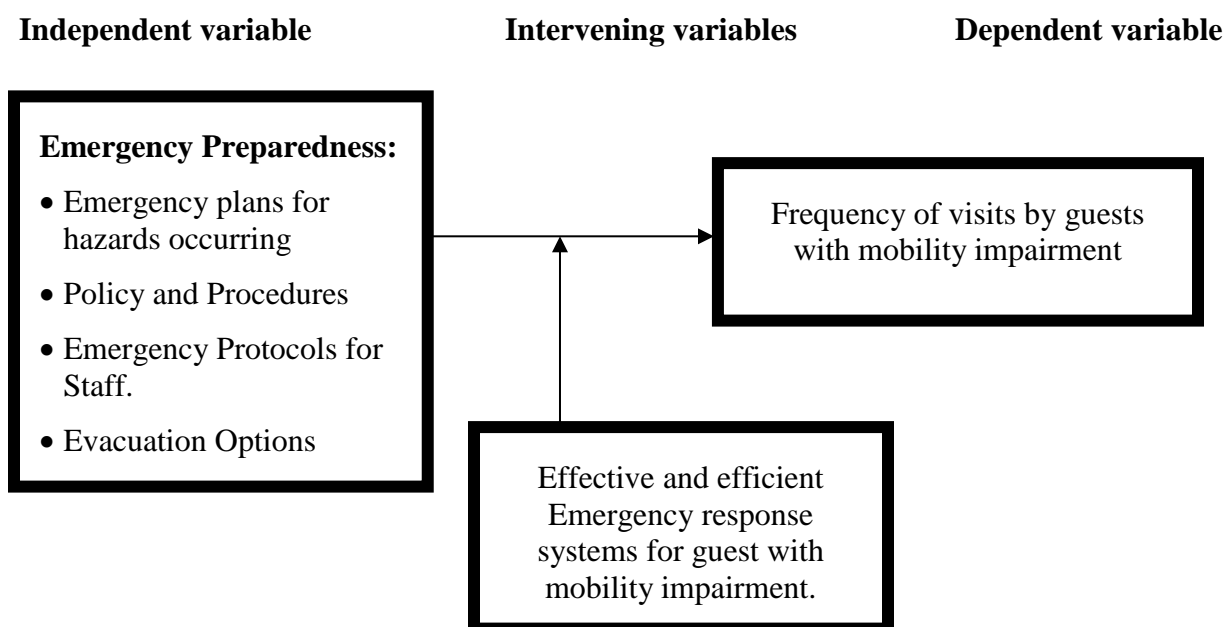 Independent variable Intervening variables Dependent variable
Emergency Preparedness:
• Emergency plans for
hazards occurring
• Policy and Procedures
• Emergency Protocols for
Staff.
• Evacuation Options
Frequency of visits by guests
with mobility impairment
Effective and efficient
Emergency response
systems for guest with
mobility impairment.